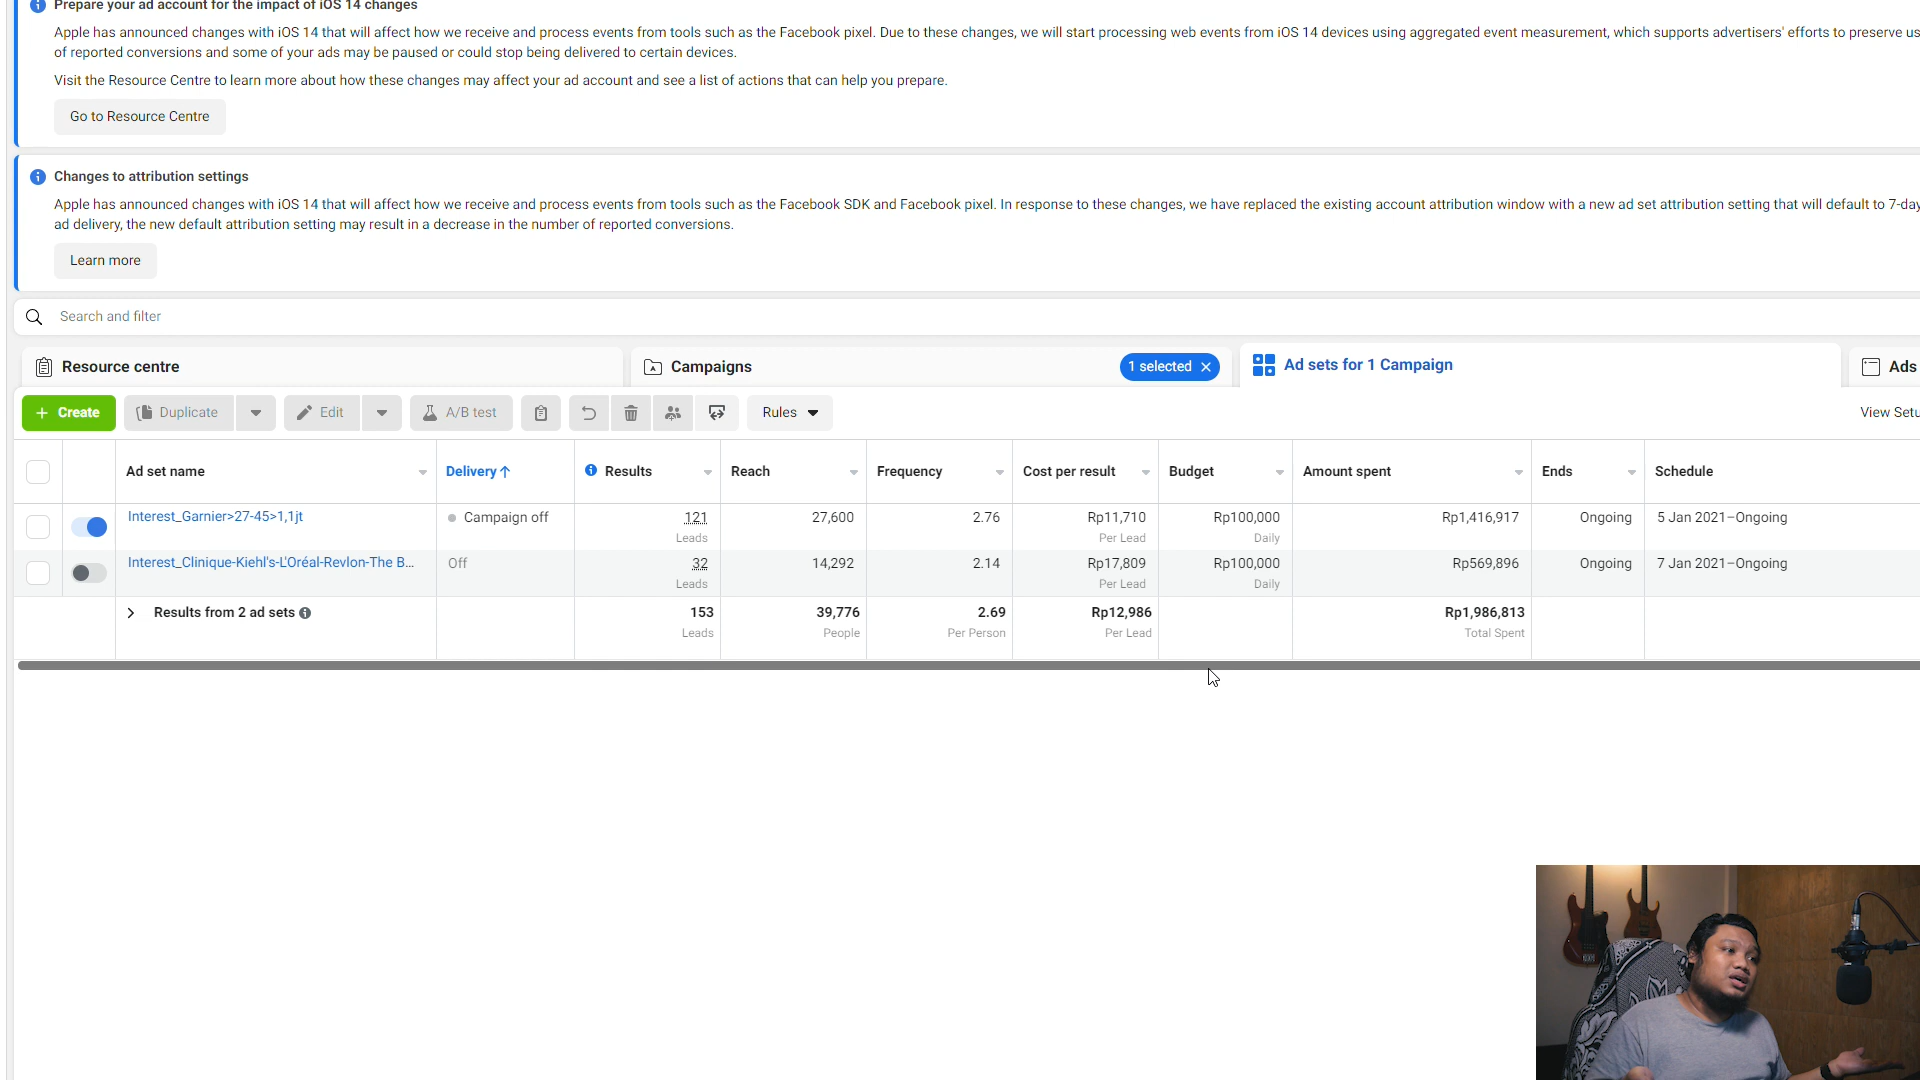 Prepare your ad account for the impact of iOS 14 changes
Apple has announced changes with iOS 14 that will affect how we receive and process events from tools such as the Facebook pixel. Due to these changes, we will start processing web events from iOS 14 devices using aggregated event measurement, which supports advertisers' efforts to preserve us
of reported conversions and some of your ads may be paused or could stop being delivered to certain devices.
Visit the Resource Centre to learn more about how these changes may affect your ad account and see a list of actions that can help you prepare.
Go to Resource Centre
Changes to attribution settings
Apple has announced changes with iOS 14 that will affect how we receive and process events from tools such as the Facebook SDK and Facebook pixel. In response to these changes, we have replaced the existing account attribution window with a new ad set attribution setting that will default to 7-day
ad delivery, the new default attribution setting may result in a decrease in the number of reported conversions.
Learn more
Search and filter
Resource centre Campaigns 1 selected Ad sets for 1 Campaign Ads
+ Create Duplicate Edit A/B test Rules View Setu
Ad set name Delivery↑ Results Reach Frequency Cost per result Budget Amount spent Ends Schedule
Interest_Garnier>27-45>1,1jt Campaign off 121 27,600 2.76 Rp11,710 Rp100,000 Rp1,416,917 Ongoing 5 Jan 2021–Ongoing
Leads Per Lead Daily
Interest_Clinique-Kiehl's-L'Oréal-Revlon-The B... Off 32 14,292 2.14 Rp17,809 Rp100,000 Rp569,896 Ongoing 7 Jan 2021–Ongoing
Leads Per Lead Daily
Results from 2 ad sets 153 39,776 2.69 Rp12,986 Rp1,986,813
Leads People Per Person Per Lead Total Spent